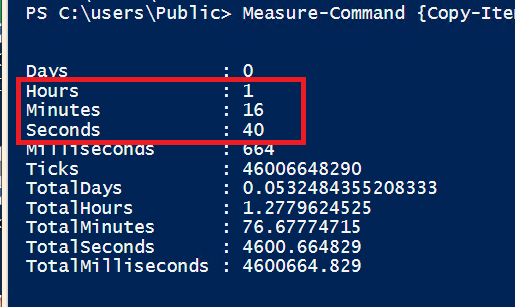 PS C:\users\Public> Measure-Command {Copy-Ite
Days : 0
Hours : 1
Minutes : 16
Seconds : 40
Milliseconds : 664
Ticks : 46006648290
TotalDays : 0.0532484355208333
TotalHours : 1.2779624525
TotalMinutes : 76.67774715
TotalSeconds : 4600.664829
TotalMilliseconds : 4600664.829